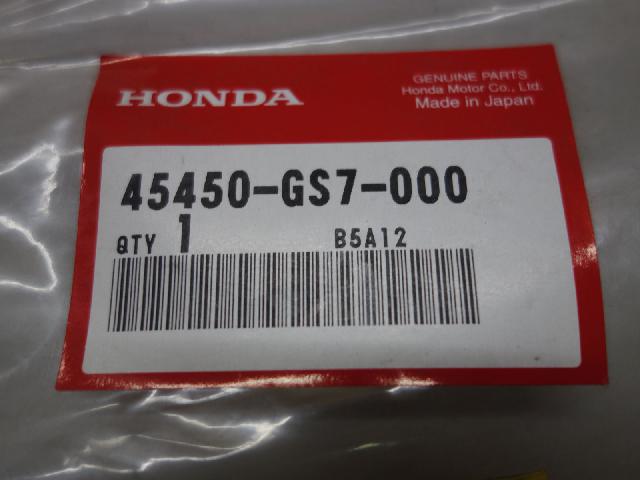 HONDA
GENUINE PARTS
Honda Motor Co., Ltd.
Made in Japan
45450-GS7-000
QTY 1 B5A12